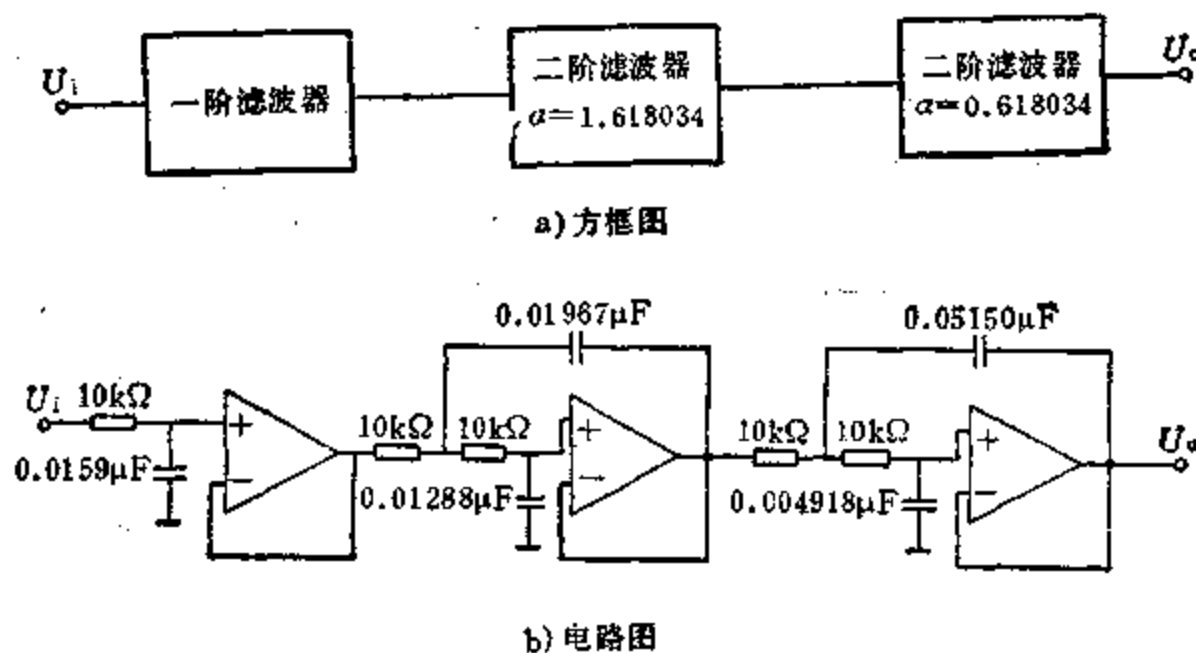 Ui
一阶滤波器
二阶滤波器
α=1.618034
二阶滤波器
α=0.618034
Uo
a)方框图
0.01967μF
0.05150μF
Ui
10kΩ
0.0159μF
10kΩ
10kΩ
0.01288μF
10kΩ
10kΩ
0.004918μF
Uo
b)电路图